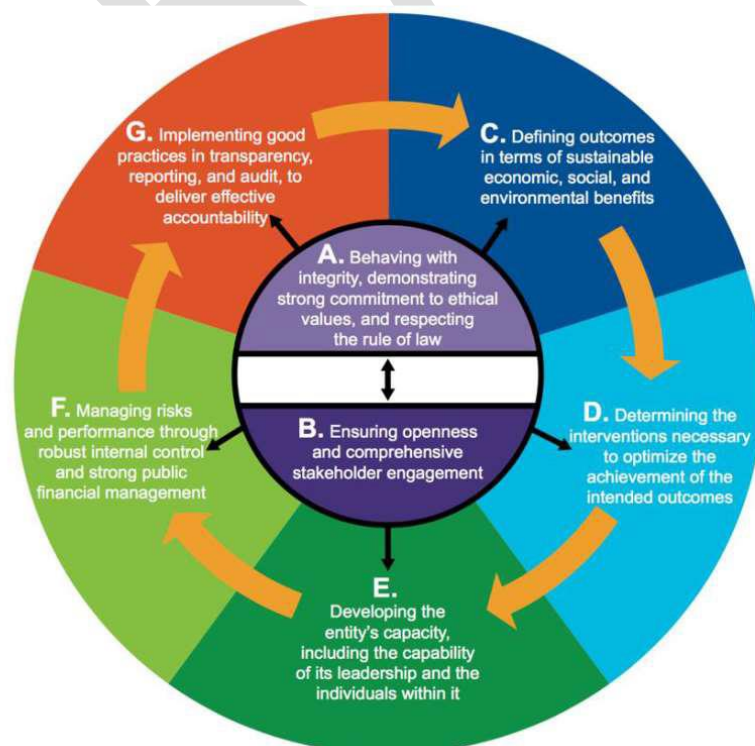 G. Implementing good
practices in transparency,
reporting, and audit, to
deliver effective
accountability
C. Defining outcomes
in terms of sustainable
economic, social, and
environmental benefits
A. Behaving with
integrity, demonstrating
strong commitment to ethical
values, and respecting
the rule of law
B. Ensuring openness
and comprehensive
stakeholder engagement
D. Determining the
interventions necessary
to optimize the
achievement of the
intended outcomes
E.
Developing the
entity's capacity,
including the capability
of its leadership and the
individuals within it
F. Managing risks
and performance through
robust internal control
and strong public
financial management